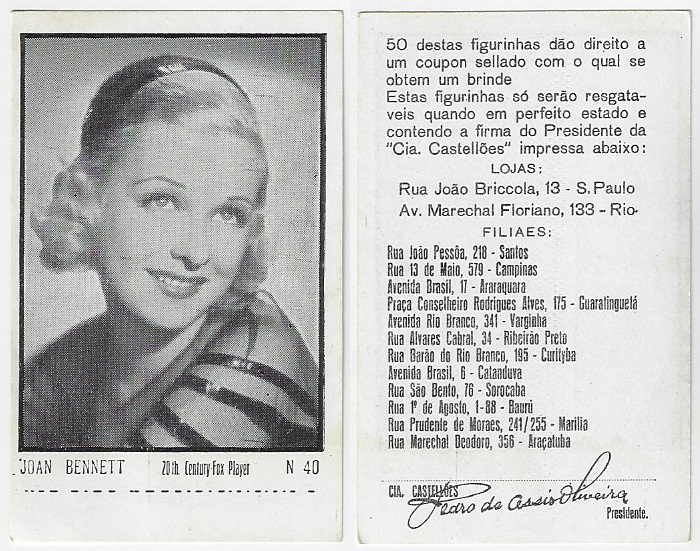 JOAN BENNETT 20th. Century-Fox Player N 40
50 destas figurinhas dão direito a
um coupon sellado com o qual se
obtem um brinde
Estas figurinhas só serão resgata-
veis quando em perfeito estado e
contendo a firma do Presidente da
"Cia. Castellões" impressa abaixo:
LOJAS:
Rua João Briccola, 13 - S. Paulo
Av. Marechal Floriano, 133 - Rio-
FILIAES:
Rua João Pessôa, 218 - Santos
Rua 13 de Maio, 579 - Campinas
Avenida Brasil, 17 - Araraquara
Praça Conselheiro Rodrigues Alves, 175 - Guaratinguetá
Avenida Rio Branco, 341 - Varginha
Rua Alvares Cabral, 34 - Ribeirão Preto
Rua Barão do Rio Branco, 195 - Curityba
Avenida Brasil, 6 - Catanduva
Rua São Bento, 76 - Sorocaba
Rua 1º de Agosto, 1-88 - Baurú
Rua Prudente de Moraes, 241/255 - Marilia
Rua Marechal Deodoro, 356 - Araçatuba
CIA. CASTELLÕES
Pedro de Assis Oliveira
Presidente.